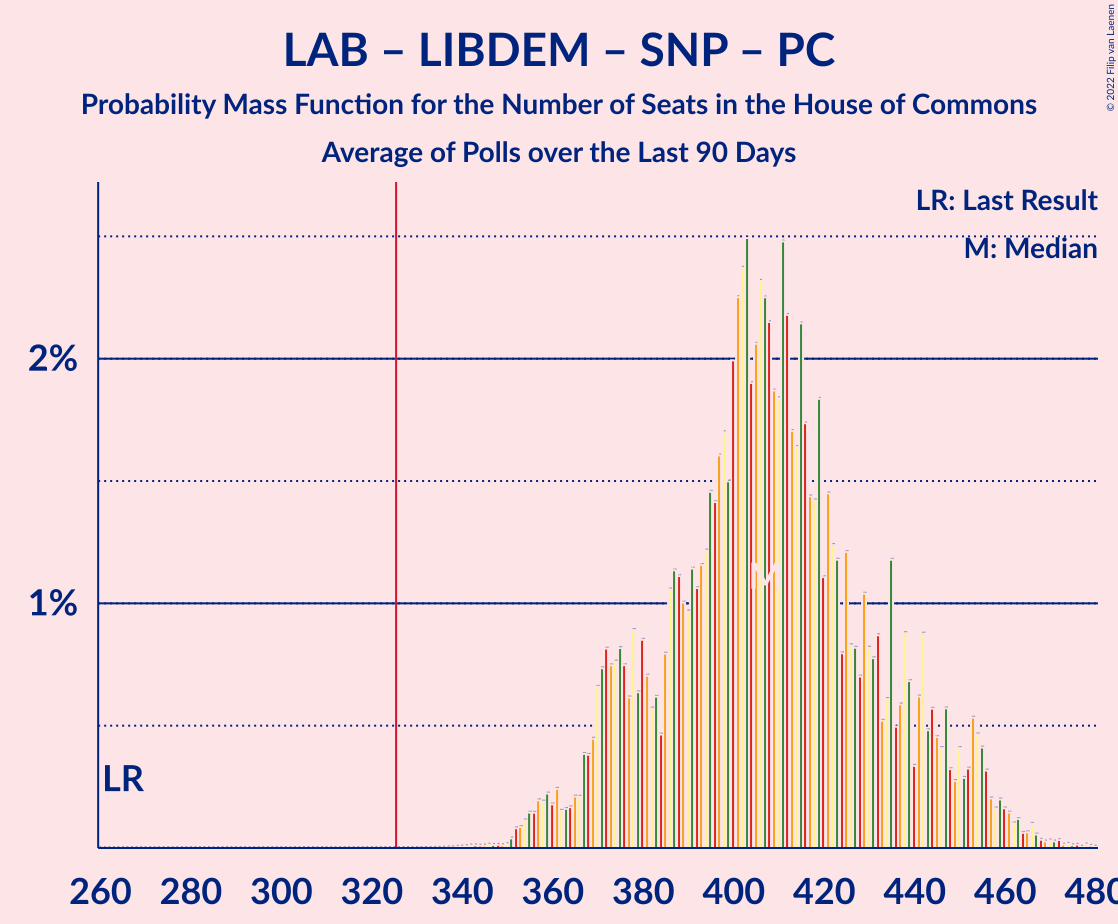 LAB – LIBDEM – SNP – PC
Probability Mass Function for the Number of Seats in the House of Commons
Average of Polls over the Last 90 Days
© 2022 Filip van Laenen
LR: Last Result
M: Median
2%
1%
M
LR
260 280 300 320 340 360 380 400 420 440 460 480